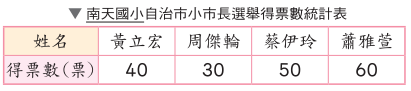 ▼ 南天國小自治市小市長選舉得票數統計表
姓名 黃立宏 周傑輪 蔡伊玲 蕭雅萱
得票數(票) 40 30 50 60